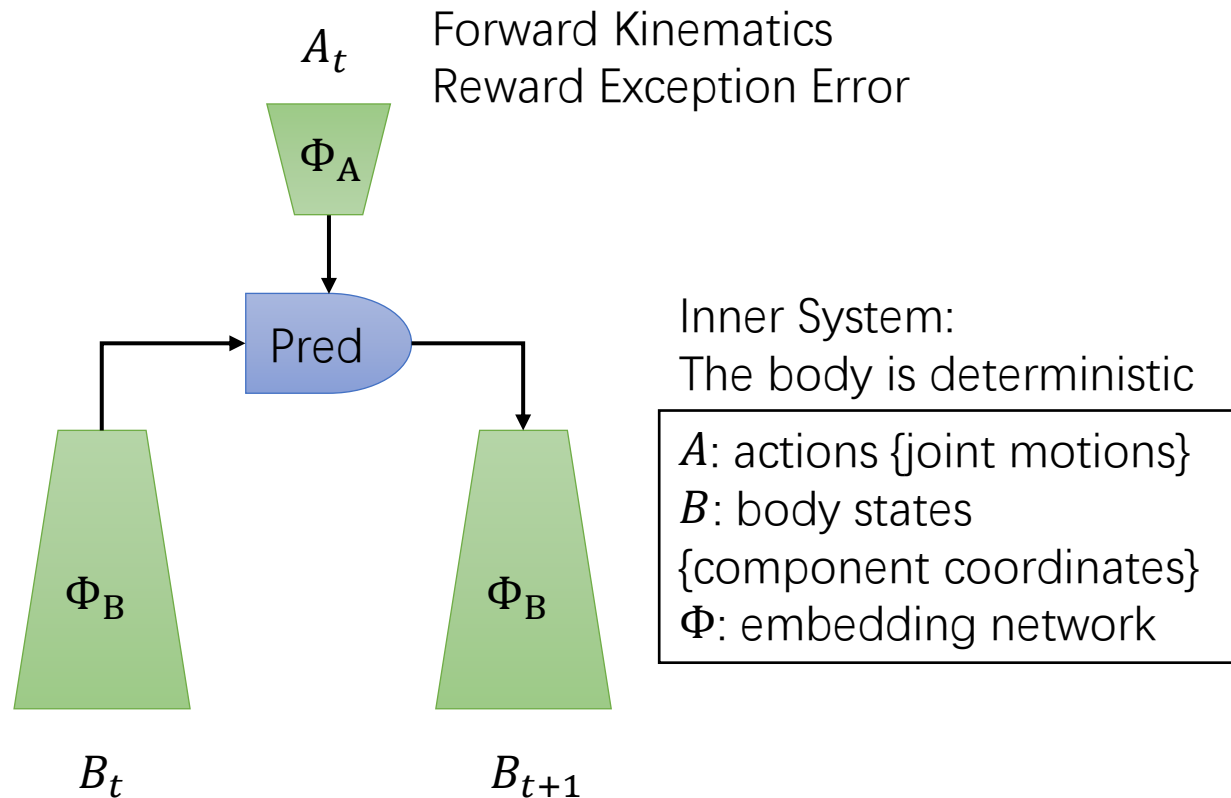 A_t
Forward Kinematics
Reward Exception Error
Φ_A
Pred
Inner System:
The body is deterministic
A: actions {joint motions}
B: body states
{component coordinates}
Φ: embedding network
Φ_B
Φ_B
B_t
B_{t+1}